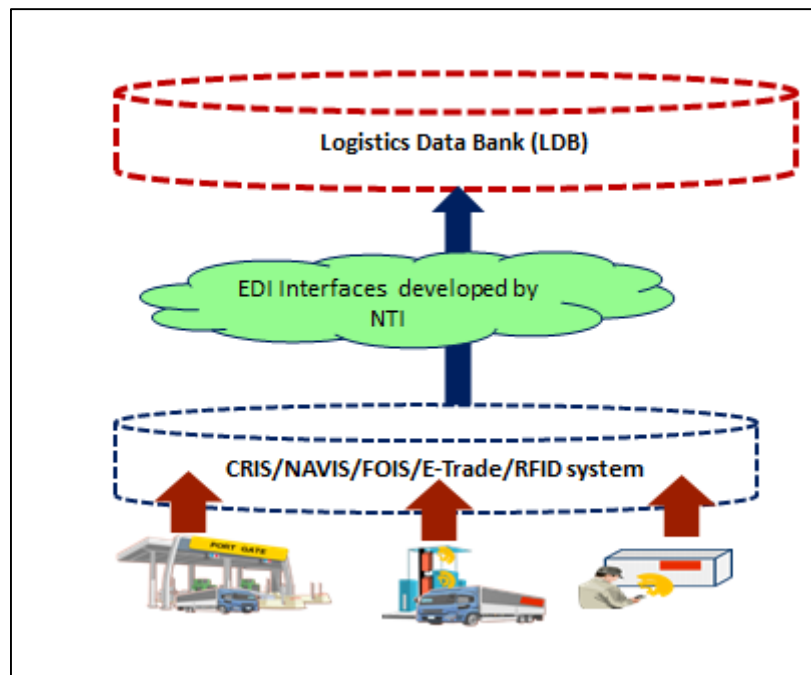 Logistics Data Bank (LDB)
EDI Interfaces developed by
NTI
CRIS/NAVIS/FOIS/E-Trade/RFID system
PORT GATE